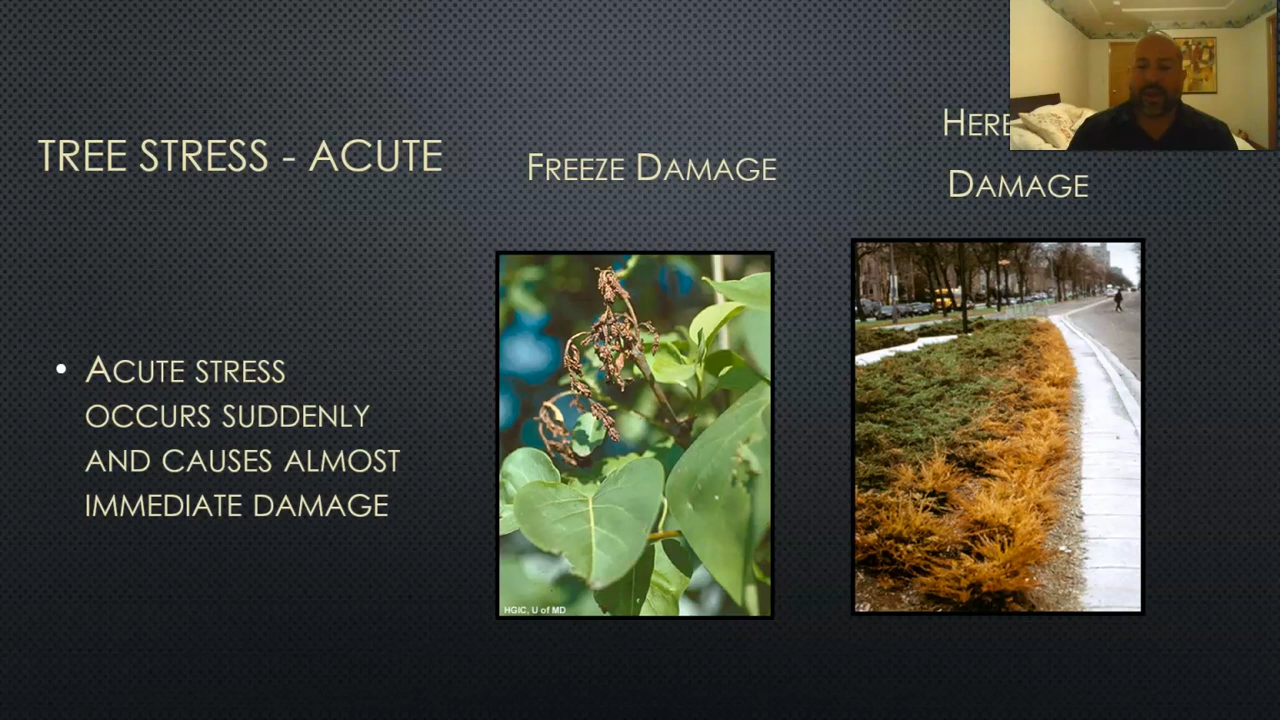 TREE STRESS - ACUTE
FREEZE DAMAGE
HERE
DAMAGE
• ACUTE STRESS
OCCURS SUDDENLY
AND CAUSES ALMOST
IMMEDIATE DAMAGE
HGIC, U of MD